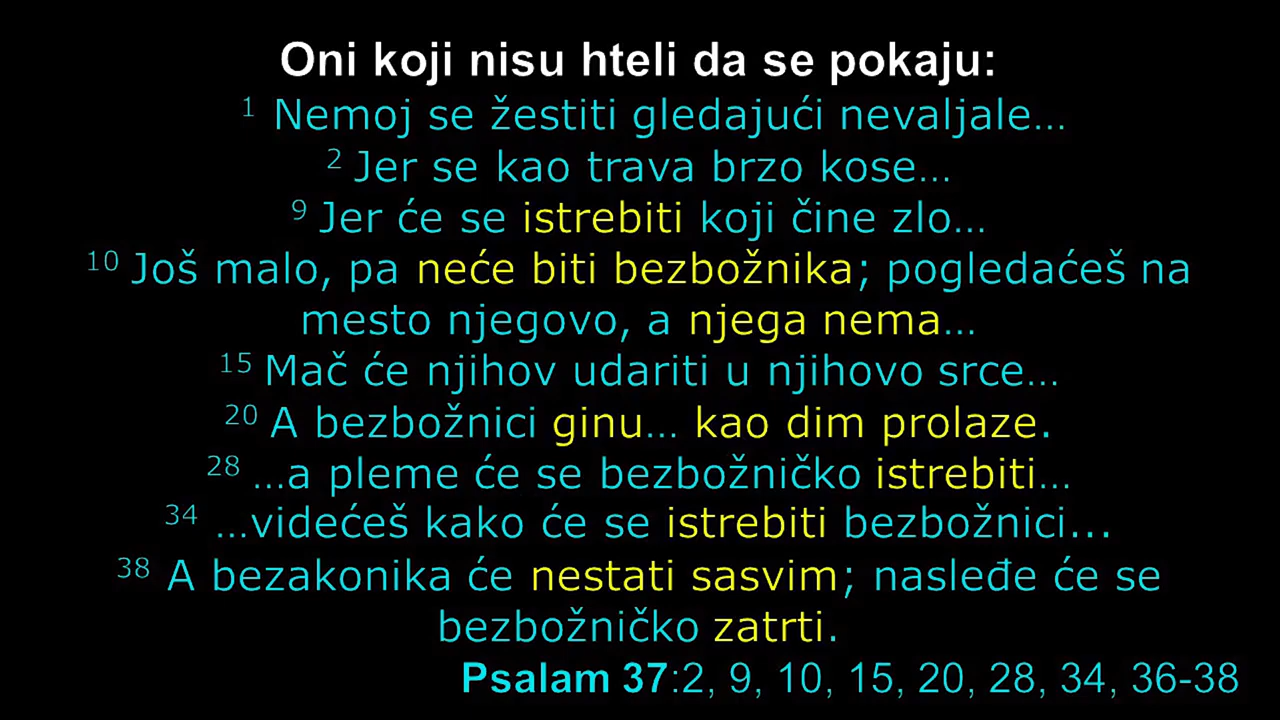 Oni koji nisu hteli da se pokaju:
1 Nemoj se žestiti gledajući nevaljale…
2 Jer se kao trava brzo kose…
9 Jer će se istrebiti koji čine zlo…
10 Još malo, pa neće biti bezbožnika; pogledaćeš na
mesto njegovo, a njega nema…
15 Mač će njihov udariti u njihovo srce…
20 A bezbožnici ginu… kao dim prolaze.
28 …a pleme će se bezbožničko istrebiti…
34 …videćeš kako će se istrebiti bezbožnici...
38 A bezakonika će nestati sasvim; nasleđe će se
bezbožničko zatrti.
Psalam 37:2, 9, 10, 15, 20, 28, 34, 36-38